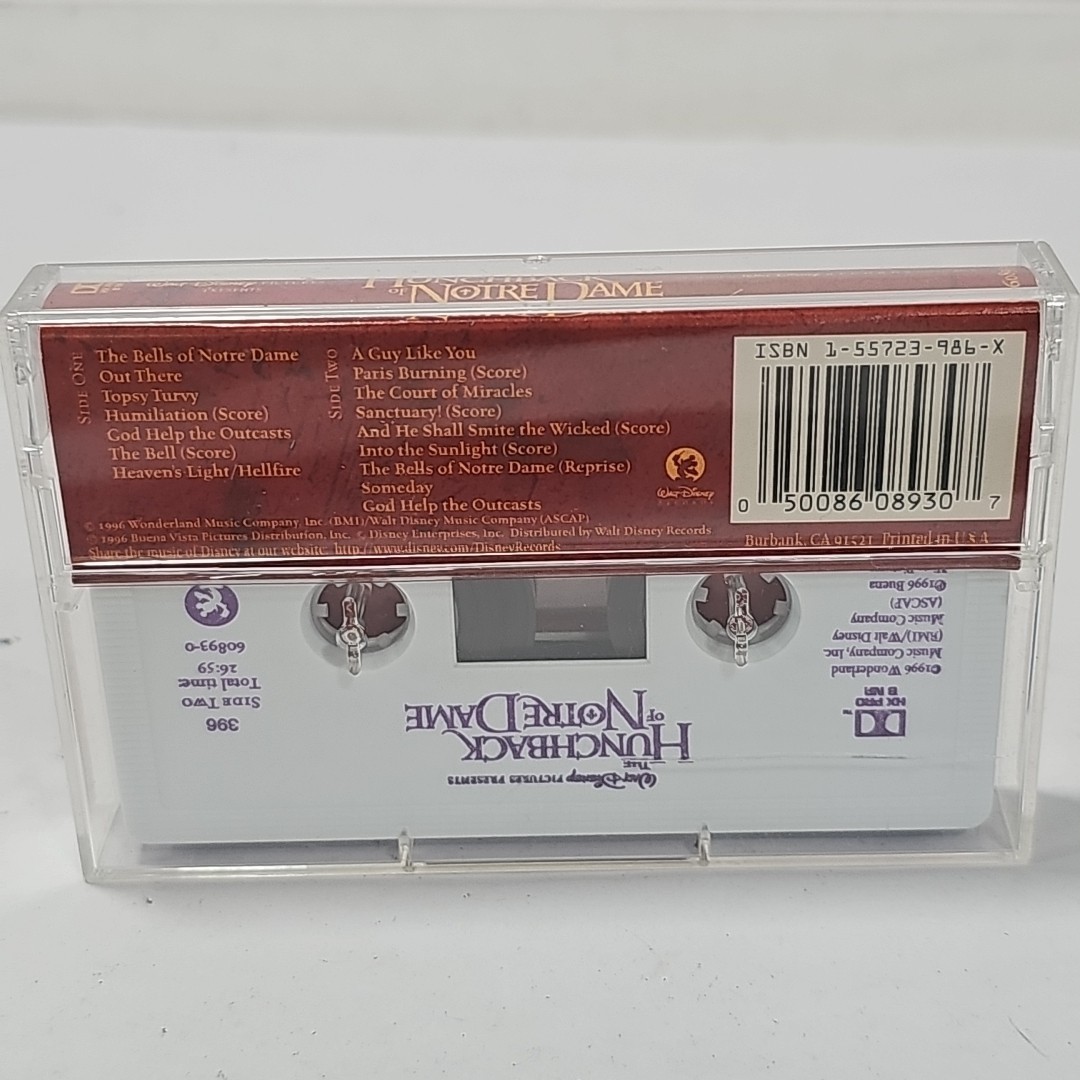 HUNCHBACK
OF NOTRE DAME
SIDE ONE
The Bells of Notre Dame
Out There
Topsy Turvy
Humiliation (Score)
God Help the Outcasts
The Bell (Score)
Heaven's Light/Hellfire
SIDE TWO
A Guy Like You
Paris Burning (Score)
The Court of Miracles
Sanctuary! (Score)
And He Shall Smite the Wicked (Score)
Into the Sunlight (Score)
The Bells of Notre Dame (Reprise)
Someday
God Help the Outcasts
WALT DISNEY
RECORDS
ISBN 1-55723-986-X
0 50086 08930 7
© 1996 Wonderland Music Company, Inc. (BMI)/Walt Disney Music Company (ASCAP)
© 1996 Buena Vista Pictures Distribution, Inc. © Disney Enterprises, Inc. Distributed by Walt Disney Records
Share the music of Disney at our website: http://www.disney.com/DisneyRecords
Burbank, CA 91521 Printed in U.S.A.
WALT DISNEY PICTURES PRESENTS
THE
HUNCHBACK
OF NOTRE DAME
DD™
HX PRO
B NR
©1996 Wonderland
Music Company, Inc.
(BMI)/Walt Disney
Music Company
(ASCAP)
©1996 Buena
396
SIDE TWO
Total time:
26:59
60893-0